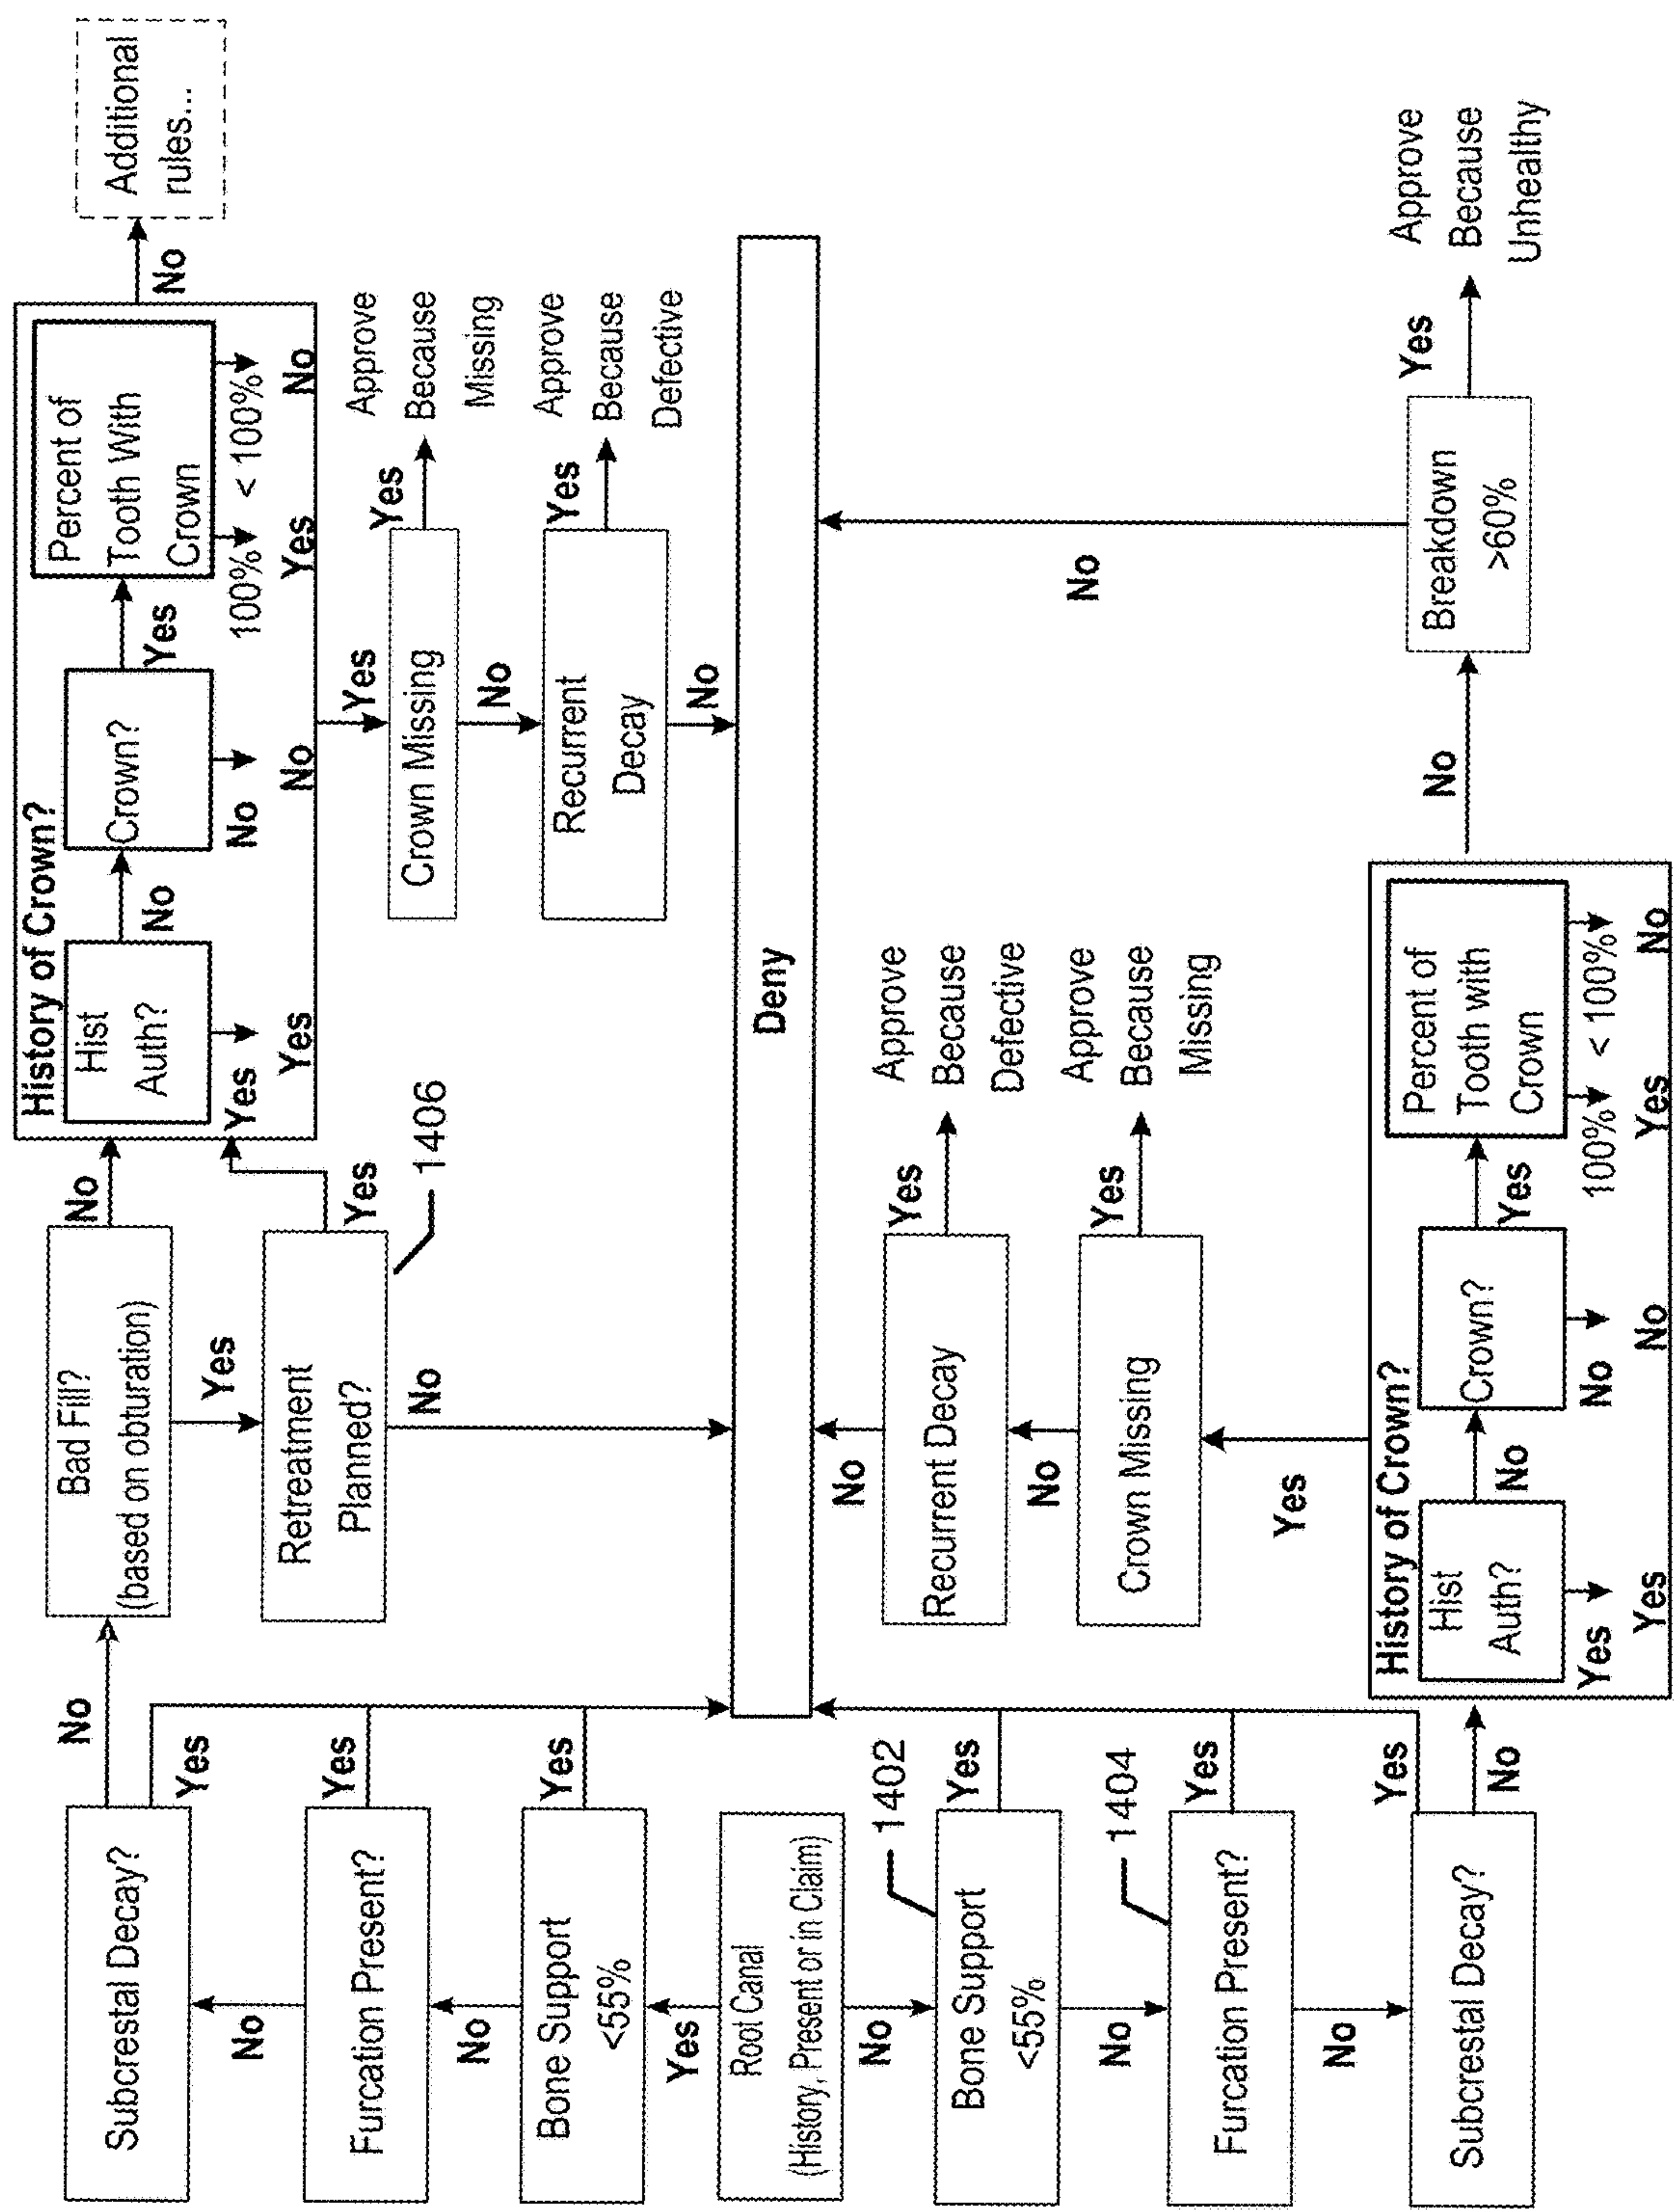 Subcrestal Decay?
No
Yes
Bad Fill?
(based on obturation)
No
Yes
History of Crown?
Hist
Auth?
No
Yes
Yes
Crown?
Yes
No
No
Percent of
Tooth With
Crown
100%
< 100%
Yes
No
No
Additional
rules...
No
Furcation Present?
Yes
Retreatment
Planned?
Yes
1406
No
Yes
Crown Missing
Yes
Approve
Because
Missing
No
No
Bone Support
<55%
Yes
Recurrent
Decay
Yes
Approve
Because
Defective
No
Yes
Root Canal
(History, Present or in Claim)
Deny
No
1402
Bone Support
<55%
Yes
No
Recurrent Decay
Yes
Approve
Because
Defective
No
No
No
1404
Furcation Present?
Yes
Crown Missing
Yes
Approve
Because
Missing
No
Yes
Subcrestal Decay?
Yes
No
History of Crown?
Hist
Auth?
No
Yes
Yes
Crown?
Yes
No
No
Percent of
Tooth with
Crown
100%
< 100%
Yes
No
No
Breakdown
>60%
Yes
Approve
Because
Unhealthy